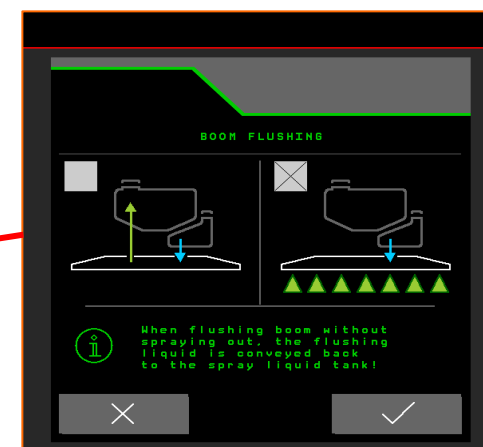 BOOM FLUSHING
When flushing boom without
spraying out, the flushing
liquid is conveyed back
to the spray liquid tank!